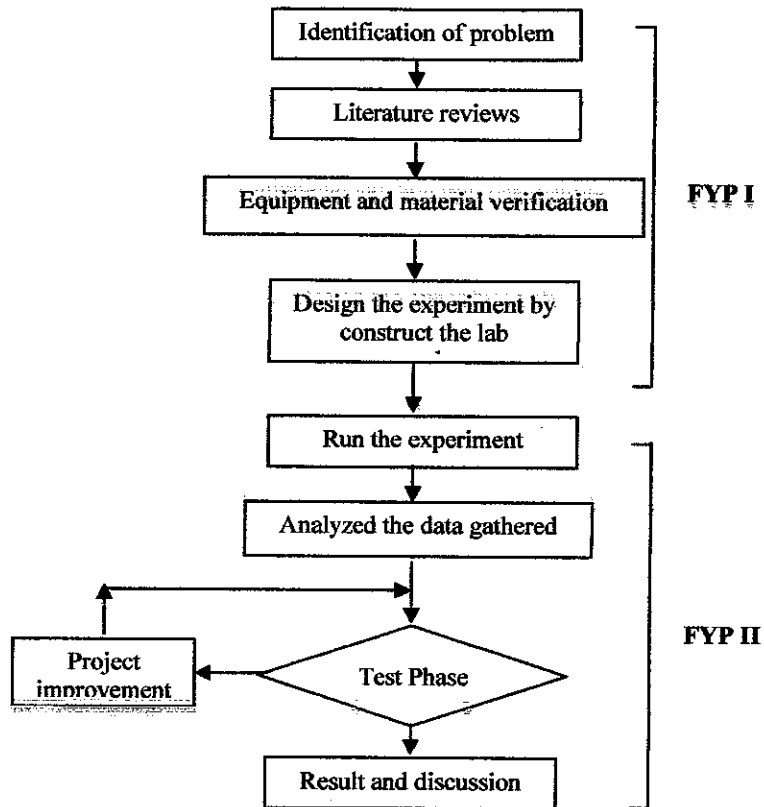 Identification of problem
Literature reviews
Equipment and material verification
FYP I
Design the experiment by
construct the lab
Run the experiment
Analyzed the data gathered
FYP II
Project
improvement
Test Phase
Result and discussion